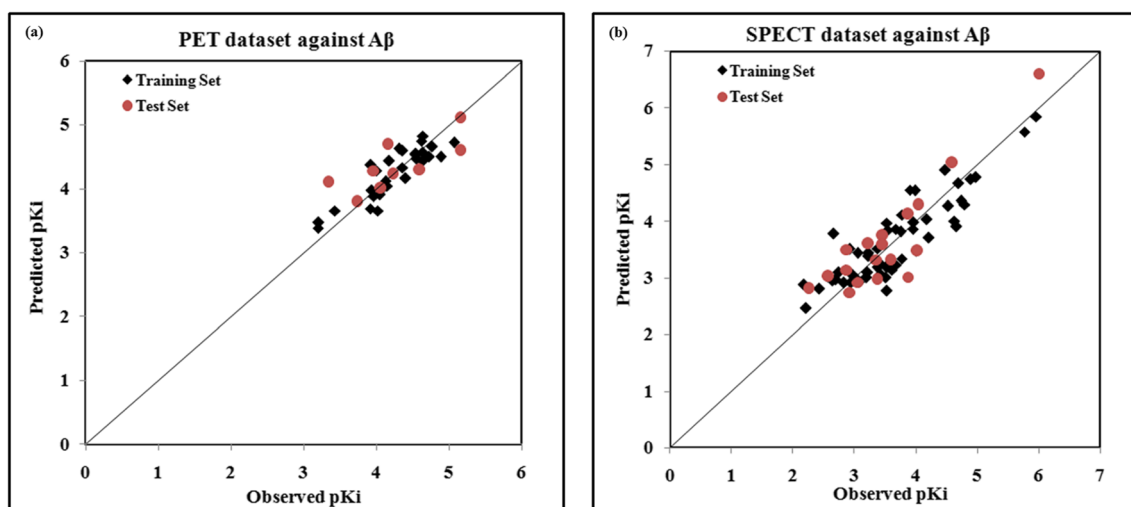 (a)
PET dataset against Aβ
6
5
4
3
2
1
0
Predicted pKi
Training Set
Test Set
0 1 2 3 4 5 6
Observed pKi
(b)
SPECT dataset against Aβ
7
6
5
4
3
2
1
0
Predicted pKi
Training Set
Test Set
0 1 2 3 4 5 6 7
Observed pKi